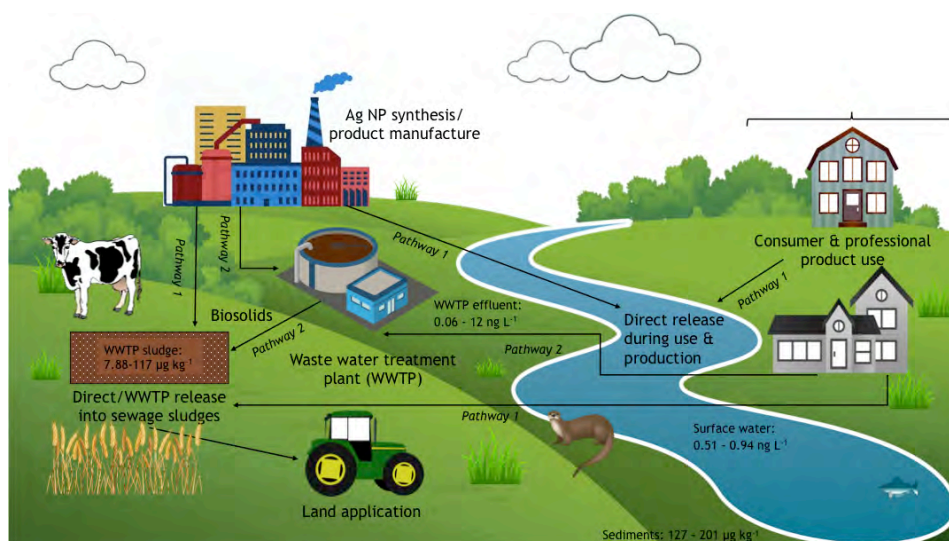 Ag NP synthesis/
product manufacture
Pathway 1
Pathway 2
Pathway 1
Consumer & professional
product use
Pathway 1
Biosolids
Pathway 2
WWTP effluent:
0.06 - 12 ng L⁻¹
Direct release
during use &
production
Pathway 2
WWTP sludge:
7.88-117 µg kg⁻¹
Waste water treatment
plant (WWTP)
Direct/WWTP release
into sewage sludges
Pathway 1
Surface water:
0.51 - 0.94 ng L⁻¹
Land application
Sediments: 127 - 201 µg kg⁻¹